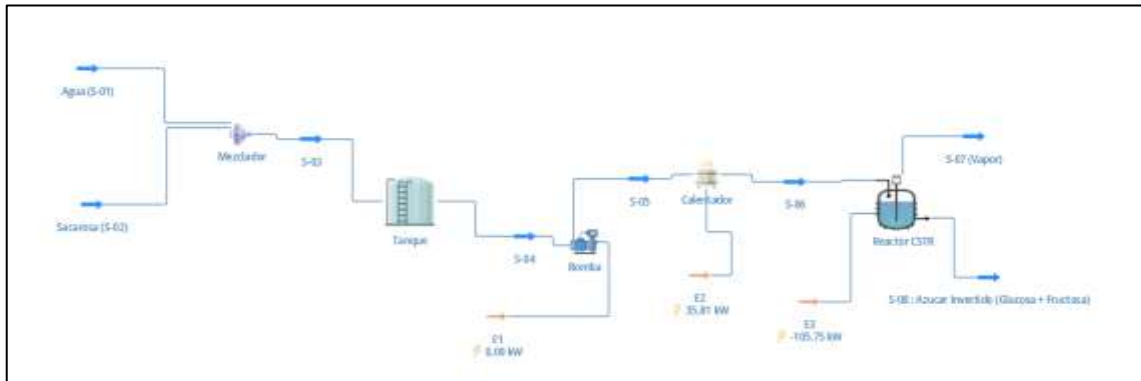 Agua (S-01)
Mezclador
S-03
Sacarosa (S-02)
Tanque
S-04
Bomba
E1
0.00 kW
S-05
Calentador
E2
35.81 kW
S-06
S-07 (Vapor)
Reactor CSTR
E3
-105.75 kW
S-08 : Azucar Invertido (Glucosa + Fructosa)